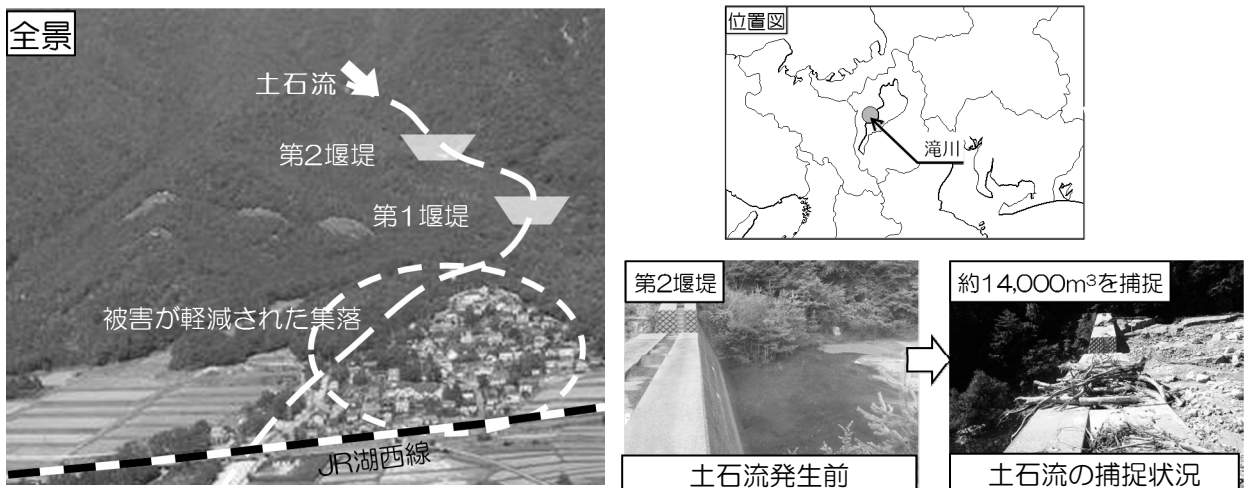 全景
土石流
第2堰堤
第1堰堤
被害が軽減された集落
JR湖西線
位置図
滝川
第2堰堤
約14,000m³を捕捉
土石流発生前
土石流の捕捉状況